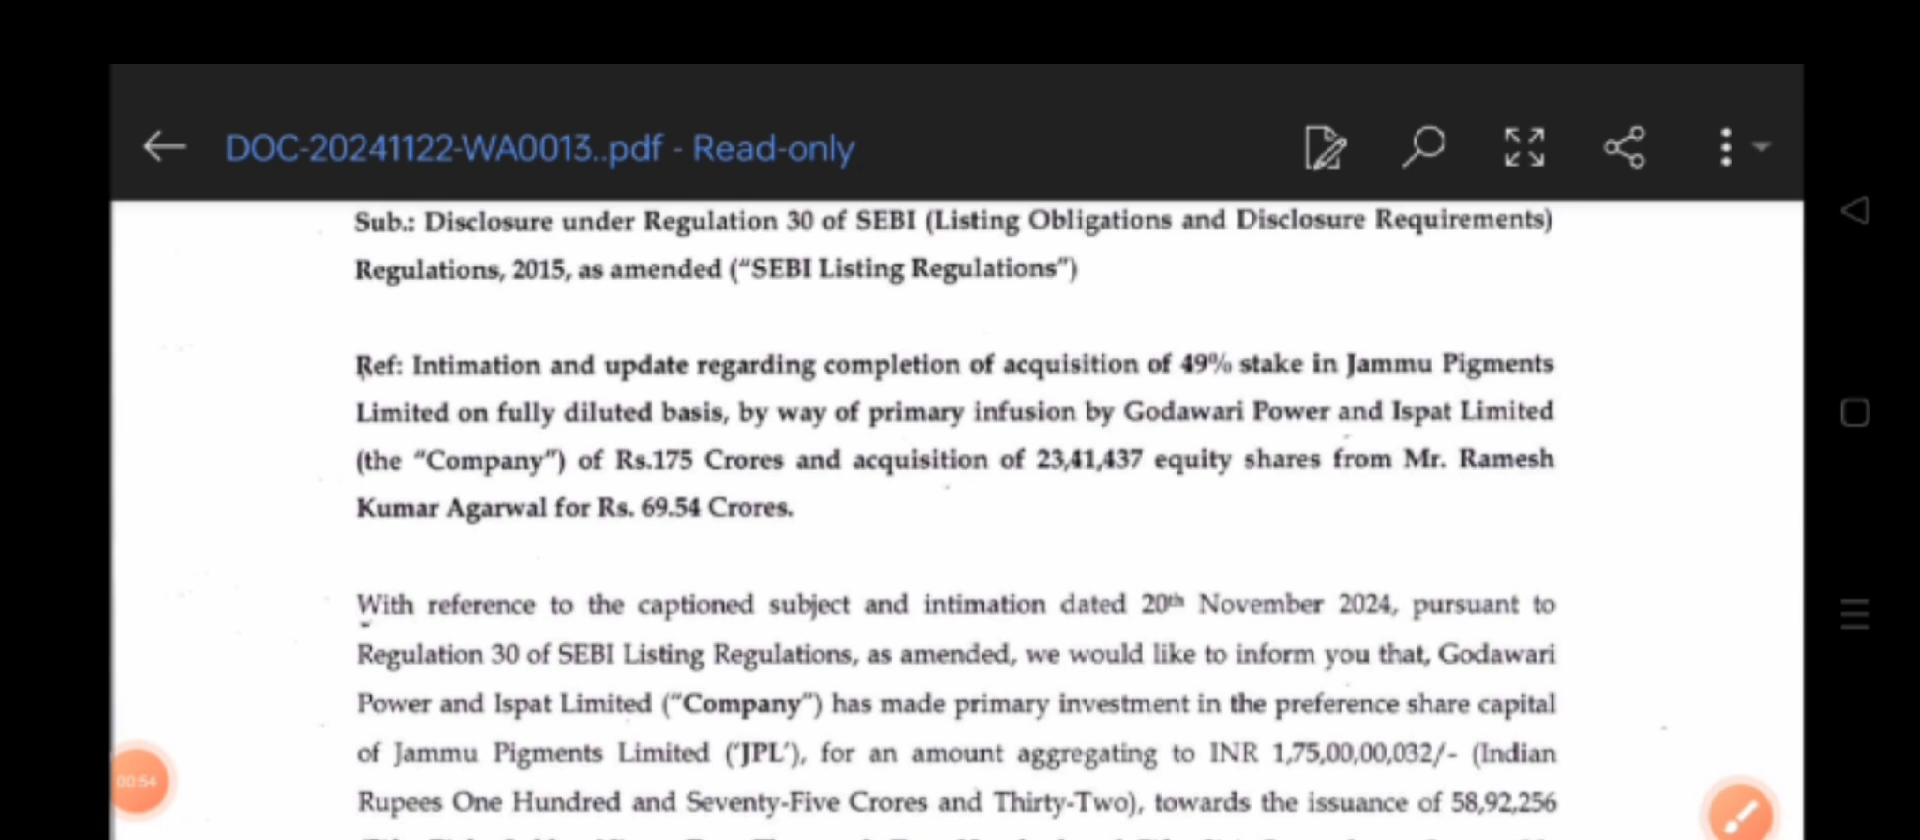 DOC-20241122-WA0013..pdf - Read-only
Sub.: Disclosure under Regulation 30 of SEBI (Listing Obligations and Disclosure Requirements)
Regulations, 2015, as amended (“SEBI Listing Regulations”)
Ref: Intimation and update regarding completion of acquisition of 49% stake in Jammu Pigments
Limited on fully diluted basis, by way of primary infusion by Godawari Power and Ispat Limited
(the “Company”) of Rs.175 Crores and acquisition of 23,41,437 equity shares from Mr. Ramesh
Kumar Agarwal for Rs. 69.54 Crores.
With reference to the captioned subject and intimation dated 20th November 2024, pursuant to
Regulation 30 of SEBI Listing Regulations, as amended, we would like to inform you that, Godawari
Power and Ispat Limited (“Company”) has made primary investment in the preference share capital
of Jammu Pigments Limited (‘JPL’), for an amount aggregating to INR 1,75,00,00,032/- (Indian
00:54
Rupees One Hundred and Seventy-Five Crores and Thirty-Two), towards the issuance of 58,92,256